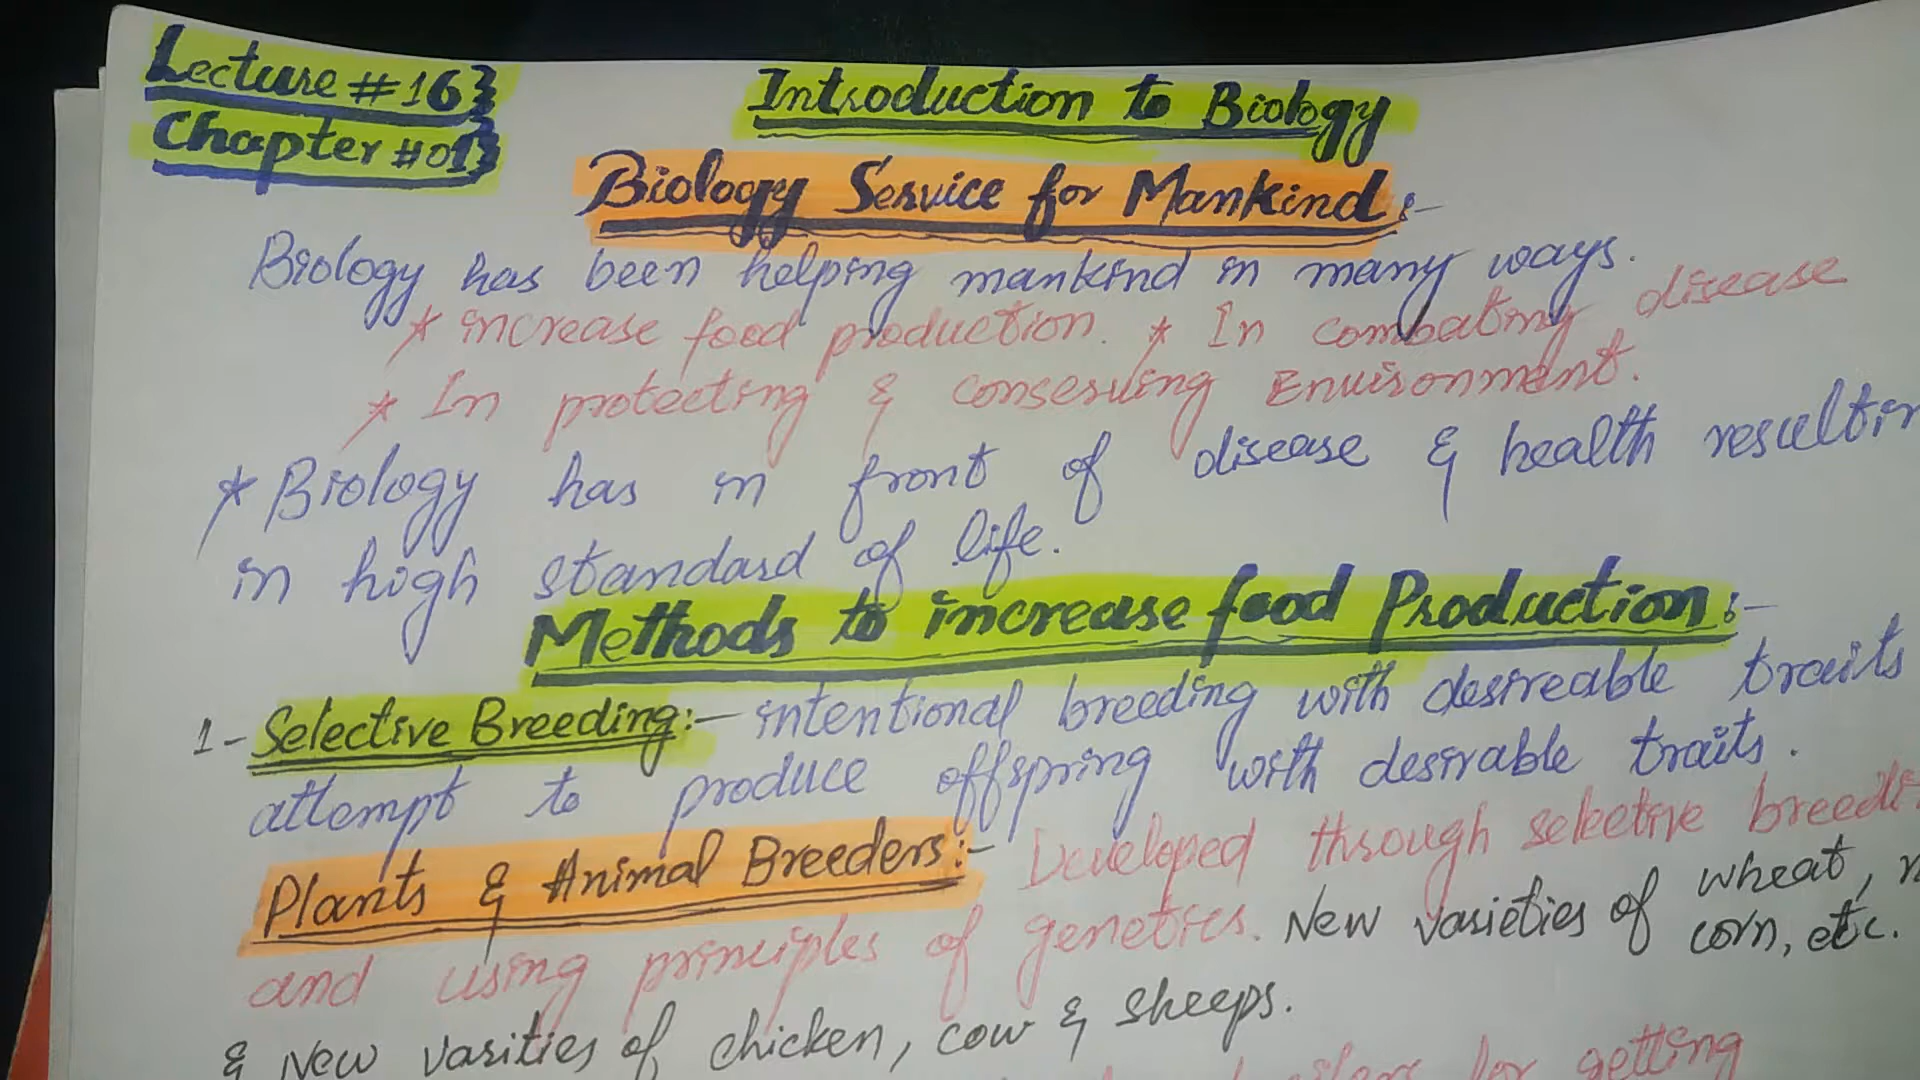 Lecture #16}
Chapter #01}
Introduction to Biology
Biology Service for Mankind:-
Biology has been helping mankind in many ways.
* increase food production. * In combating disease
* In protecting & conserving Environment.
* Biology has in front of disease & health
in high standard of life.
Methods to increase food Production:-
1- Selective Breeding:- intentional breeding with desireable traits
attempt to produce offspring with desirable traits.
Plants & Animal Breeders:- Developed through selective
and using principles of genetics. New varieties of wheat,
corn, etc.
& New varities of chicken, cow & sheeps.
for getting